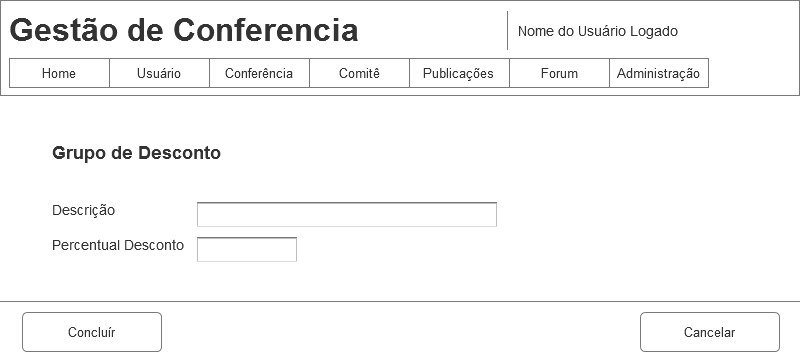 Gestão de Conferencia
Nome do Usuário Logado
Home Usuário Conferência Comitê Publicações Forum Administração
Grupo de Desconto
Descrição
Percentual Desconto
Concluír Cancelar